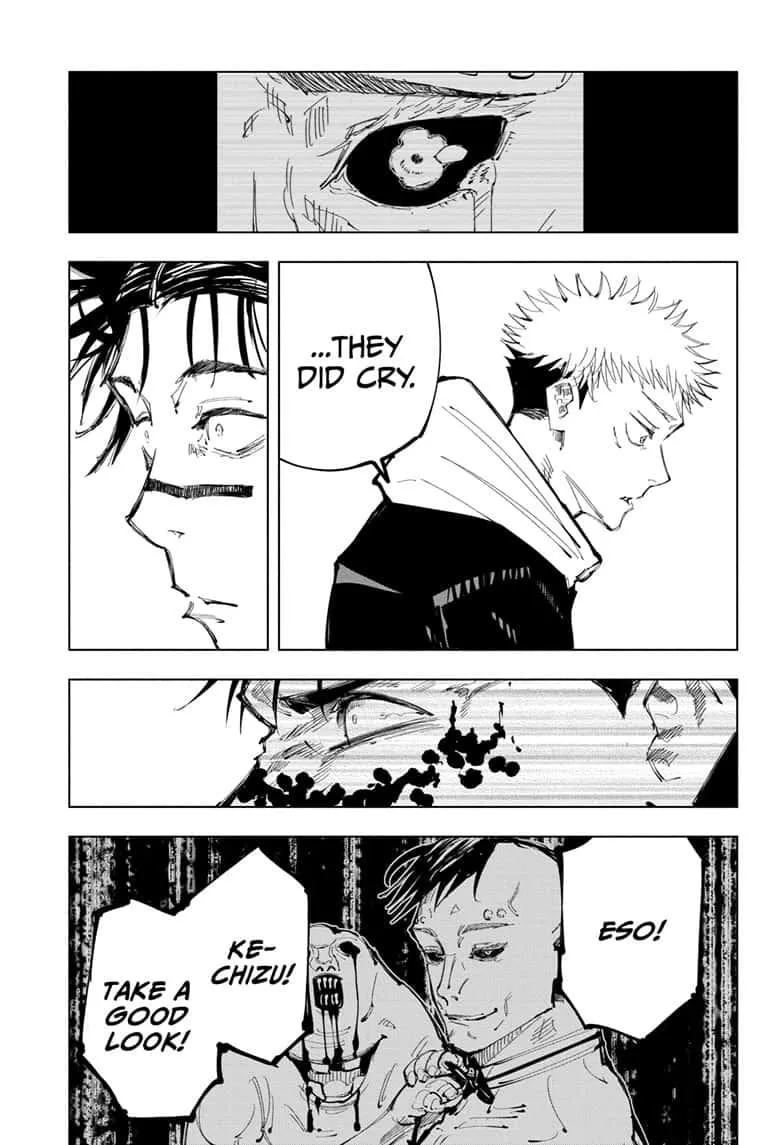 ...THEY
DID CRY.
ESO!
KE-
CHIZU!
TAKE A
GOOD
LOOK!